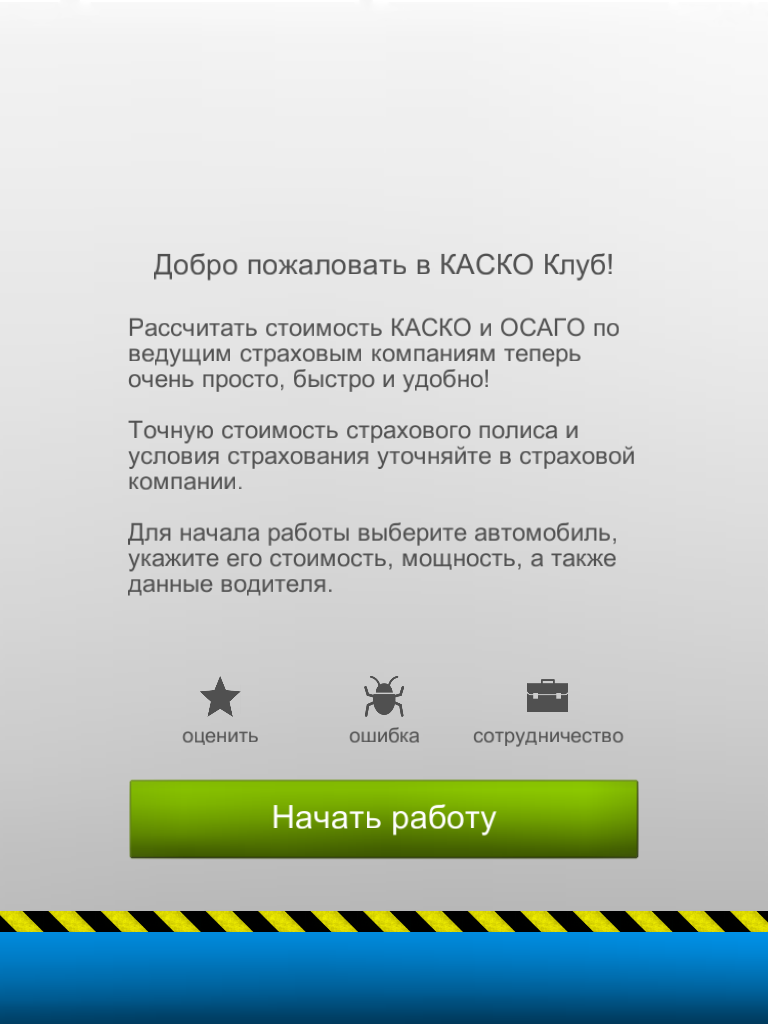 Добро пожаловать в КАСКО Клуб!
Рассчитать стоимость КАСКО и ОСАГО по
ведущим страховым компаниям теперь
очень просто, быстро и удобно!
Точную стоимость страхового полиса и
условия страхования уточняйте в страховой
компании.
Для начала работы выберите автомобиль,
укажите его стоимость, мощность, а также
данные водителя.
оценить ошибка сотрудничество
Начать работу